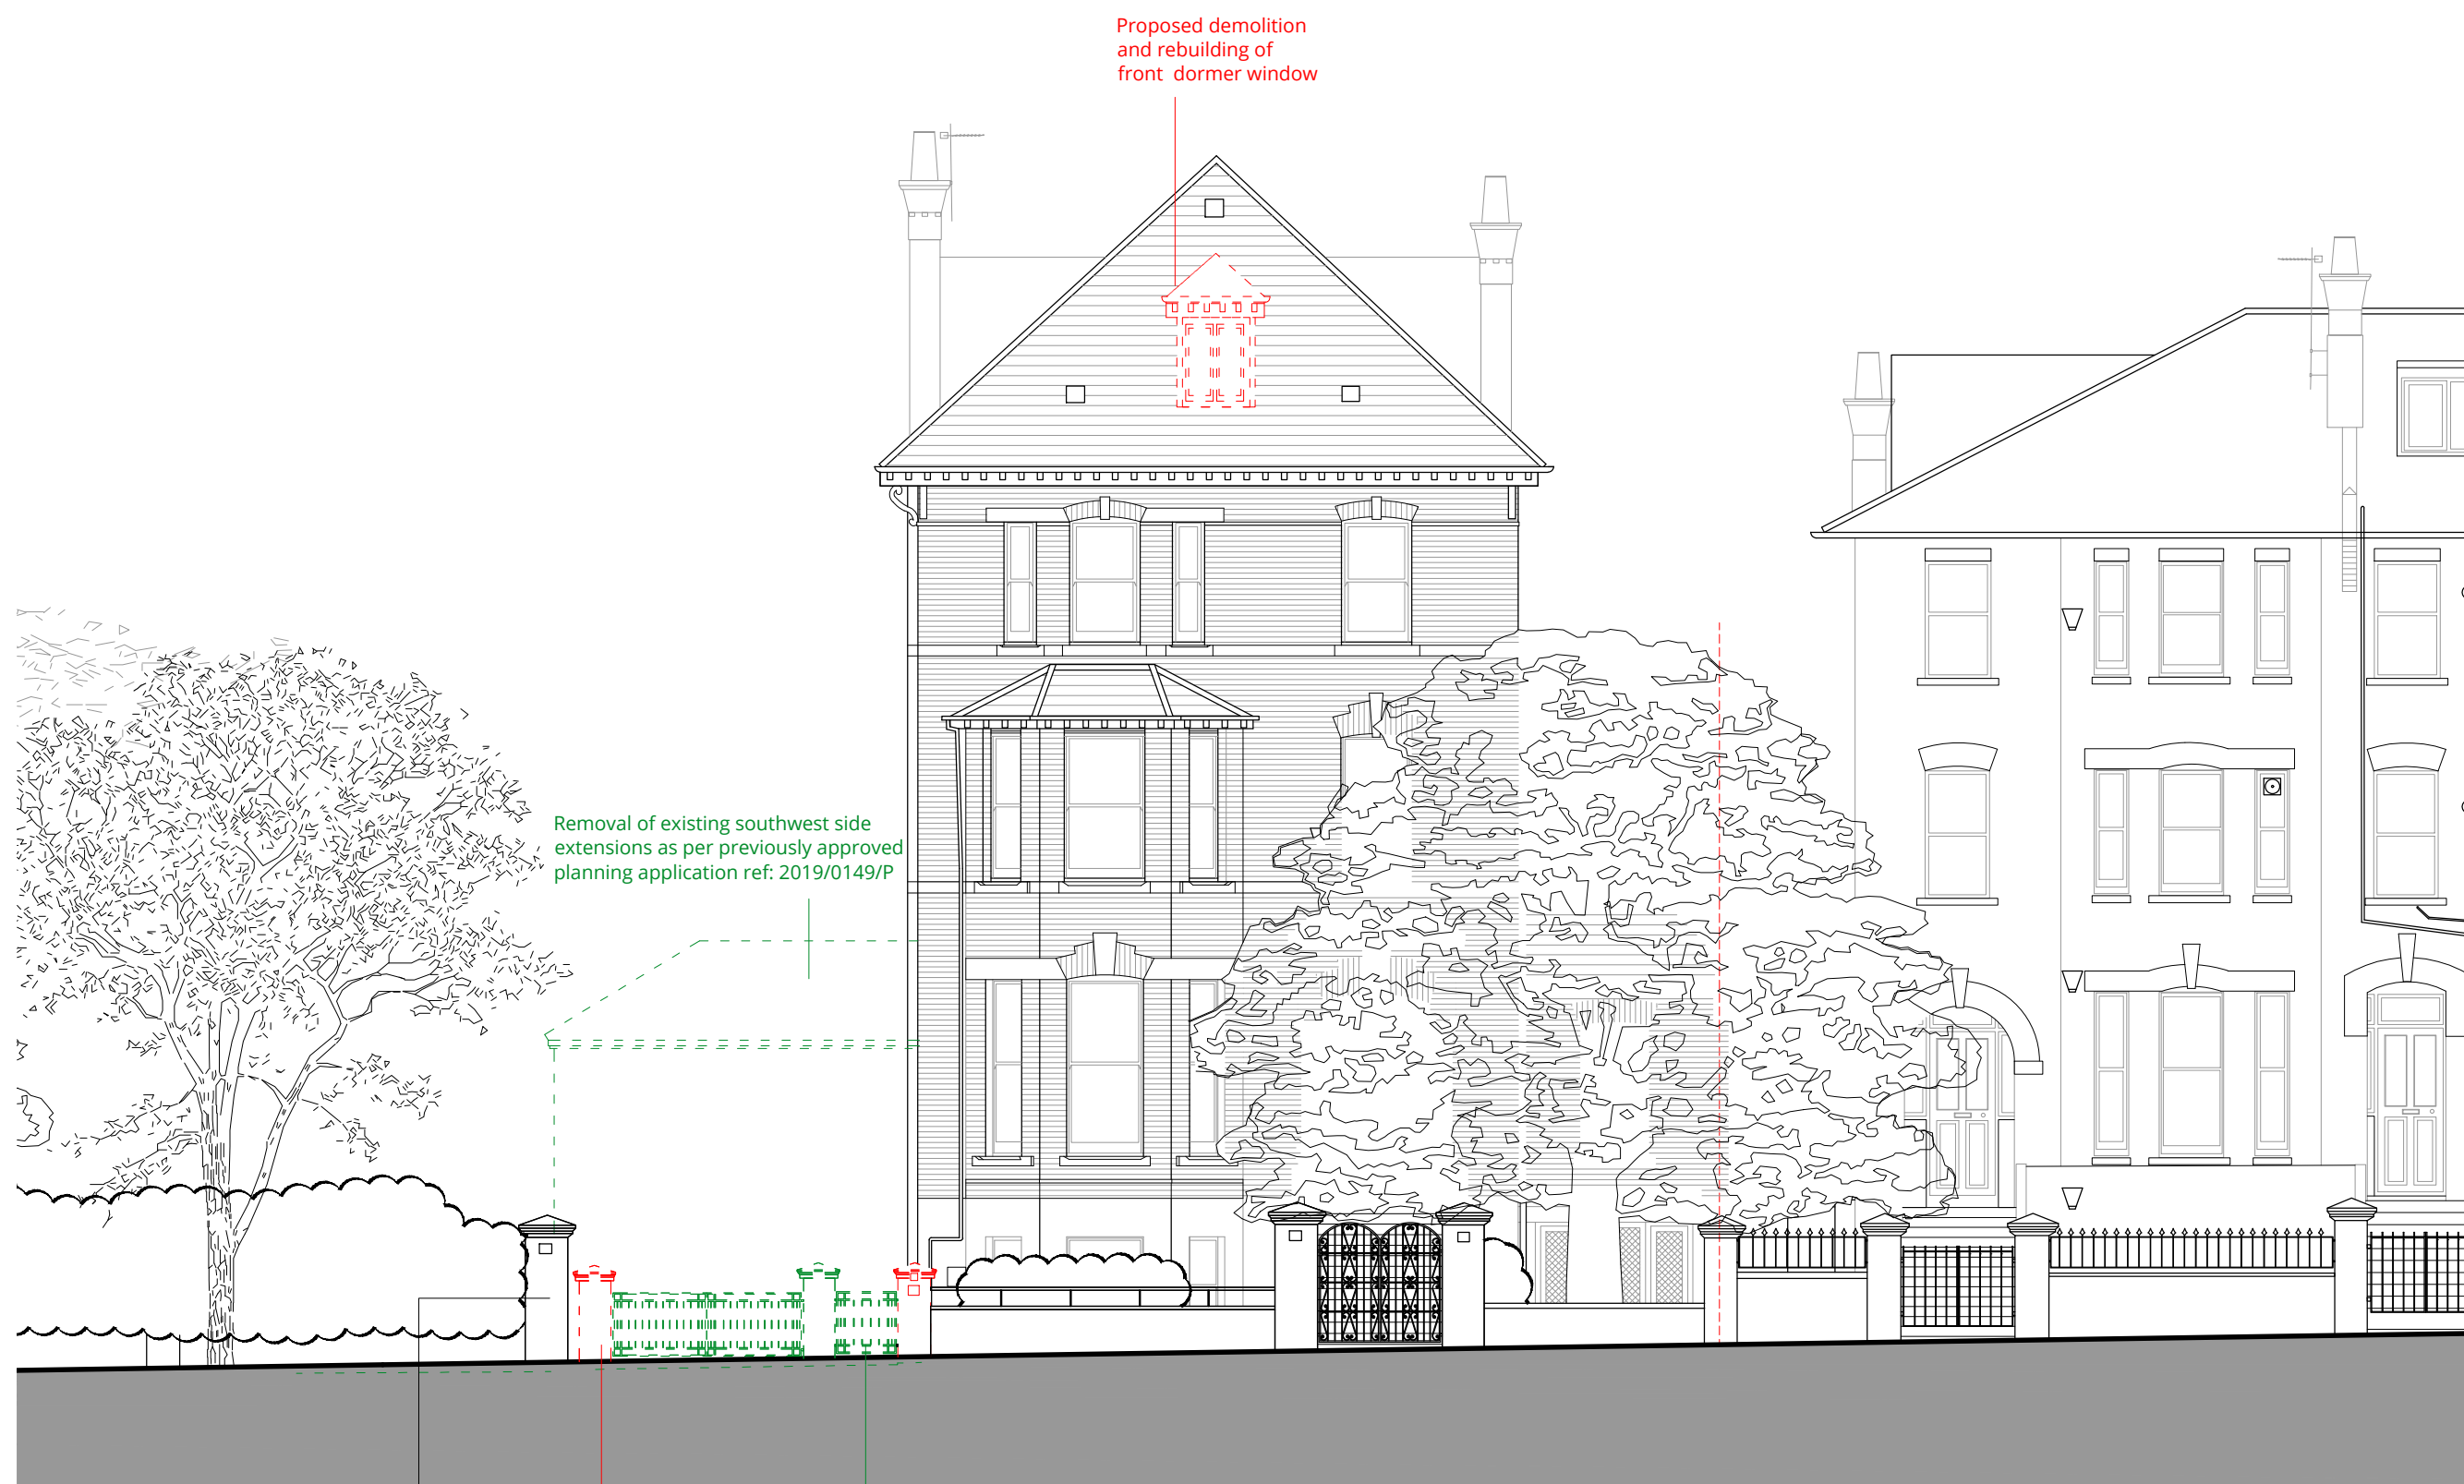 Proposed demolition
and rebuilding of
front dormer window
Removal of existing southwest side
extensions as per previously approved
planning application ref: 2019/0149/P